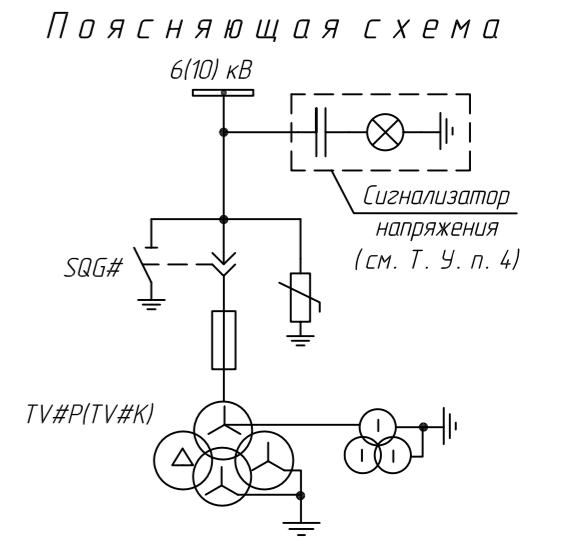 Поясняющая схема
6(10) кВ
Сигнализатор
напряжения
(см. Т. У. п. 4)
SQG#
TV#P(TV#K)